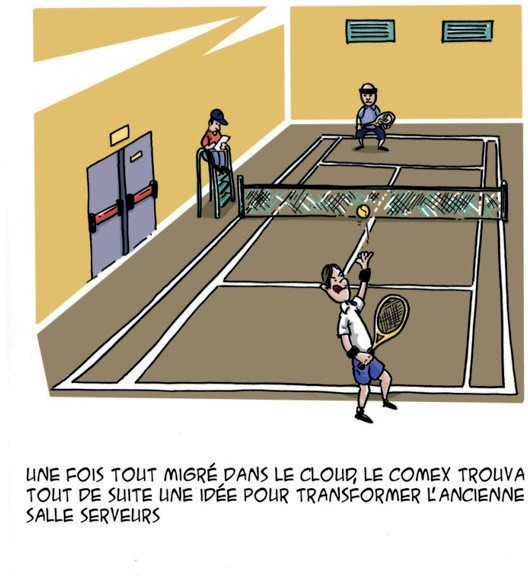 UNE FOIS TOUT MIGRÉ DANS LE CLOUD, LE COMEX TROUVA
TOUT DE SUITE UNE IDÉE POUR TRANSFORMER L'ANCIENNE
SALLE SERVEURS